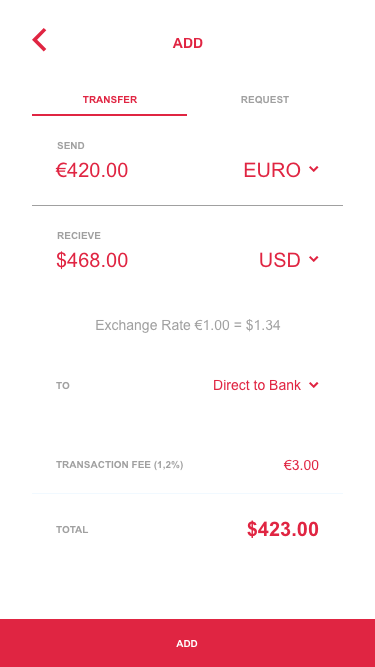 ADD
TRANSFER REQUEST
SEND
€420.00 EURO
RECIEVE
$468.00 USD
Exchange Rate €1.00 = $1.34
TO Direct to Bank
TRANSACTION FEE (1,2%) €3.00
TOTAL $423.00
ADD